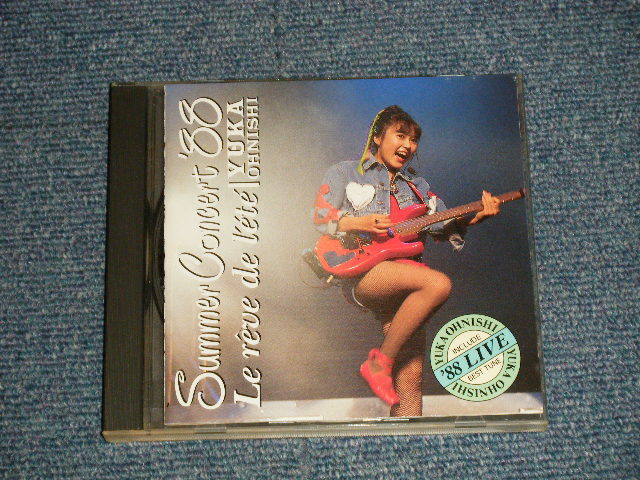 Summer Concert '88
Le rêve de l'été
YUKA
OHNISHI
YUKA OHNISHI
INCLUDE
'88 LIVE
BEST TUNE
YUKA OHNISHI